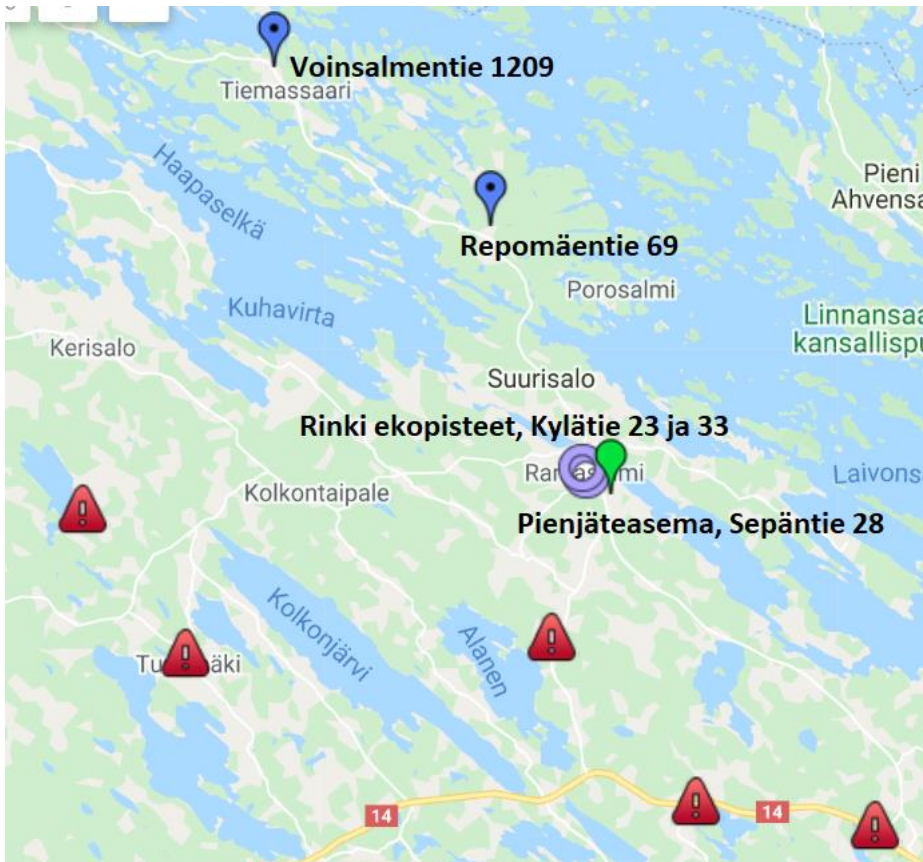 Voinsalmentie 1209
Tiemassaari
Haapaselkä
Pieni
Ahvensa
Repomäentie 69
Porosalmi
Kuhavirta
Linnansaa
kansallispu
Kerisalo
Suurisalo
Rinki ekopisteet, Kylätie 23 ja 33
Kolkontaipale
Laivons
Pienjäteasema, Sepäntie 28
Kolkonjärvi
Alanen
14
14